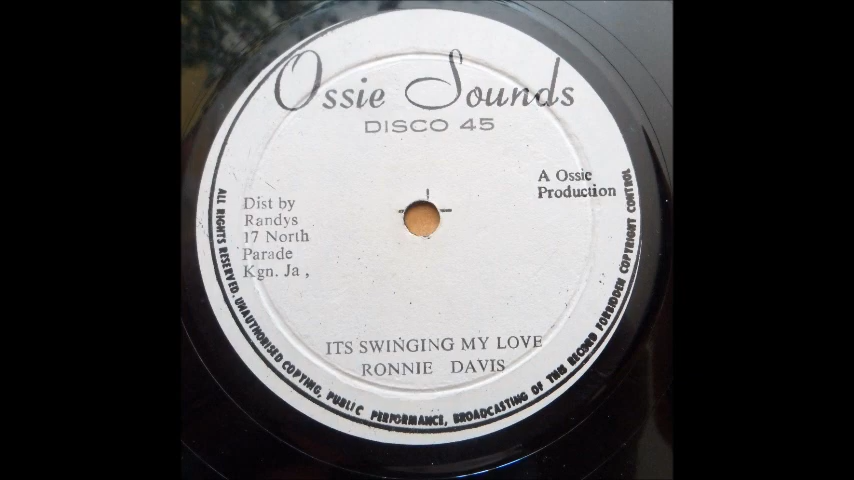 Ossie Sounds
DISCO 45
A Ossie
Production
Dist by
Randys
17 North
Parade
Kgn. Ja ,
ITS SWINGING MY LOVE
RONNIE DAVIS
ALL RIGHTS RESERVED. UNAUTHORISED COPYING, PUBLIC PERFORMANCE, BROADCASTING OF THIS RECORD FORBIDDEN COPYRIGHT CONTROL